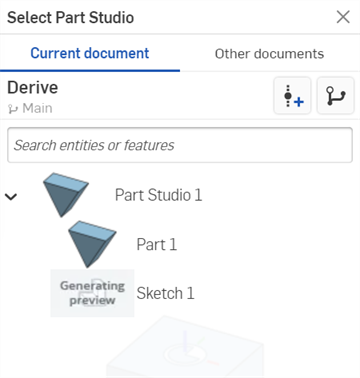 Select Part Studio
Current document
Other documents
Derive
Main
Search entities or features
Part Studio 1
Part 1
Generating
preview
Sketch 1